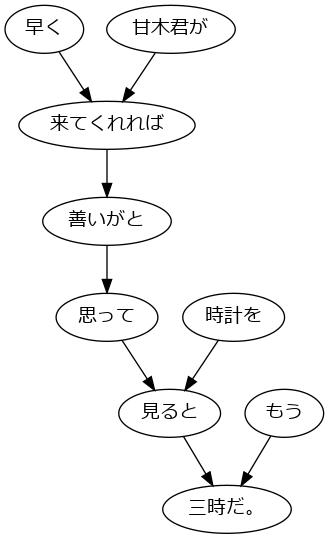 早く
甘木君が
来てくれれば
善いがと
思って
時計を
見ると
もう
三時だ。